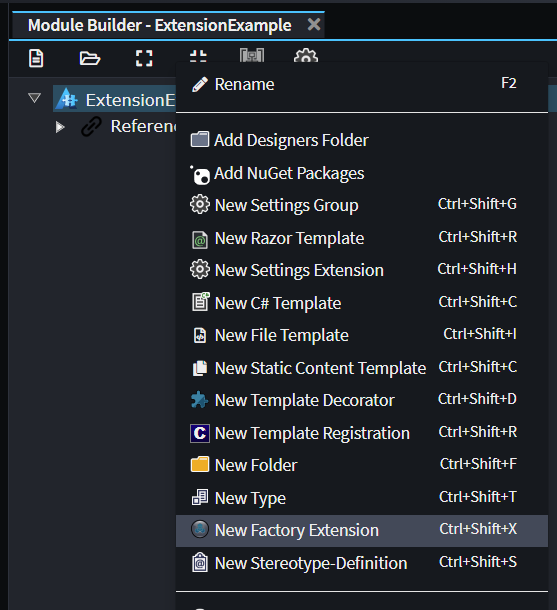 Module Builder - ExtensionExample
ExtensionE
Referenc
Rename F2
Add Designers Folder
Add NuGet Packages
New Settings Group Ctrl+Shift+G
New Razor Template Ctrl+Shift+R
New Settings Extension Ctrl+Shift+H
New C# Template Ctrl+Shift+C
New File Template Ctrl+Shift+I
New Static Content Template Ctrl+Shift+C
New Template Decorator Ctrl+Shift+D
New Template Registration Ctrl+Shift+R
New Folder Ctrl+Shift+F
New Type Ctrl+Shift+T
New Factory Extension Ctrl+Shift+X
New Stereotype-Definition Ctrl+Shift+S